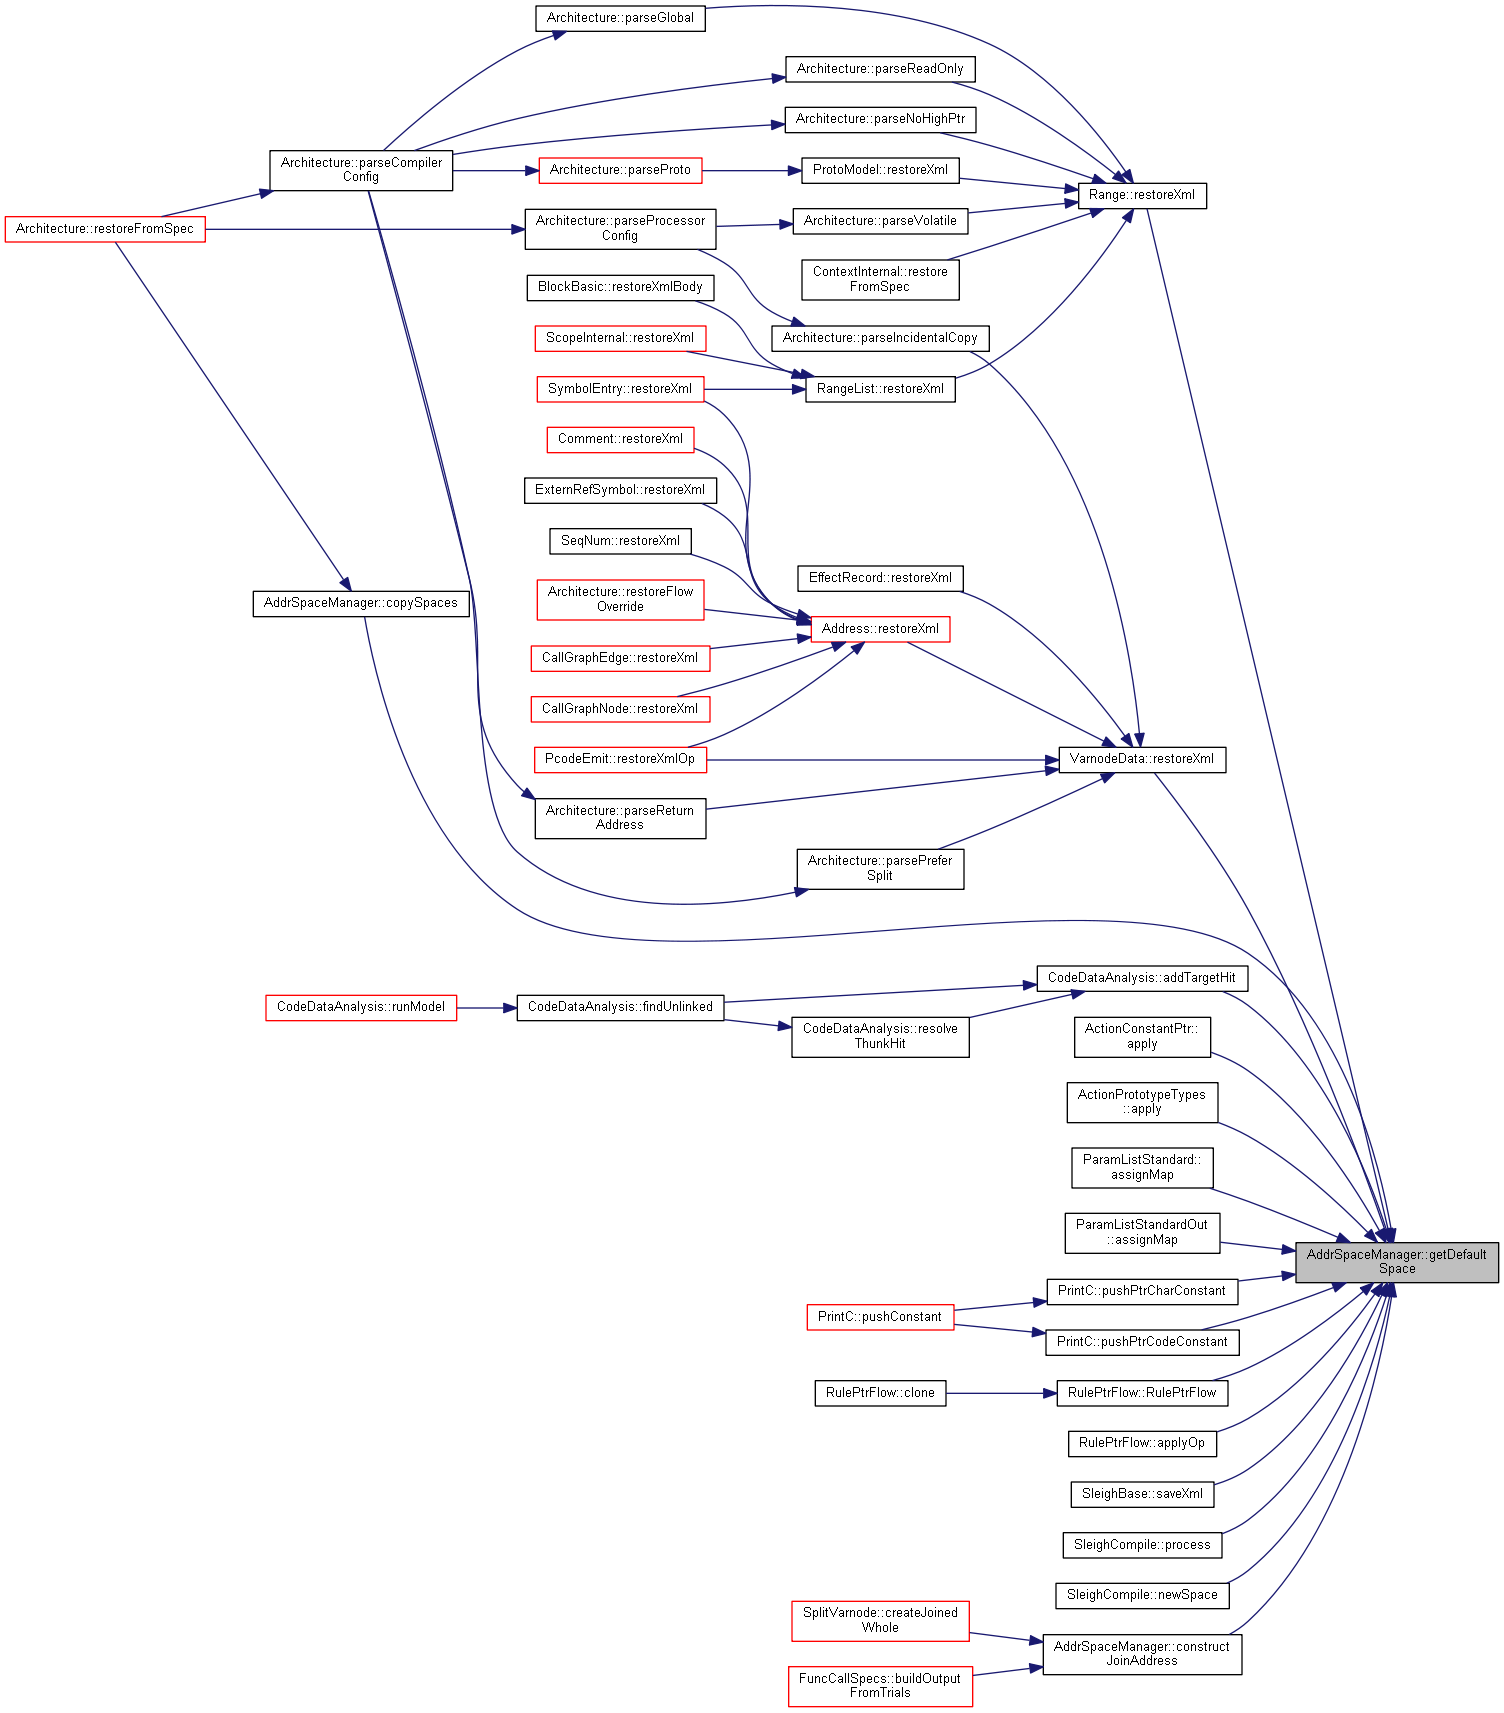 Architecture::parseGlobal
Architecture::parseReadOnly
Architecture::parseNoHighPtr
Architecture::parseCompiler
Config
Architecture::parseProto
ProtoModel::restoreXml
Range::restoreXml
Architecture::restoreFromSpec
Architecture::parseProcessor
Config
Architecture::parseVolatile
ContextInternal::restore
FromSpec
BlockBasic::restoreXmlBody
ScopeInternal::restoreXml
Architecture::parseIncidentalCopy
SymbolEntry::restoreXml
RangeList::restoreXml
Comment::restoreXml
ExternRefSymbol::restoreXml
SeqNum::restoreXml
EffectRecord::restoreXml
AddrSpaceManager::copySpaces
Architecture::restoreFlow
Override
Address::restoreXml
CallGraphEdge::restoreXml
CallGraphNode::restoreXml
PcodeEmit::restoreXmlOp
VarnodeData::restoreXml
Architecture::parseReturn
Address
Architecture::parsePrefer
Split
CodeDataAnalysis::addTargetHit
CodeDataAnalysis::runModel
CodeDataAnalysis::findUnlinked
CodeDataAnalysis::resolve
ThunkHit
ActionConstantPtr::
apply
ActionPrototypeTypes
::apply
ParamListStandard::
assignMap
ParamListStandardOut
::assignMap
AddrSpaceManager::getDefault
Space
PrintC::pushPtrCharConstant
PrintC::pushConstant
PrintC::pushPtrCodeConstant
RulePtrFlow::clone
RulePtrFlow::RulePtrFlow
RulePtrFlow::applyOp
SleighBase::saveXml
SleighCompile::process
SleighCompile::newSpace
SplitVarnode::createJoined
Whole
AddrSpaceManager::construct
JoinAddress
FuncCallSpecs::buildOutput
FromTrials